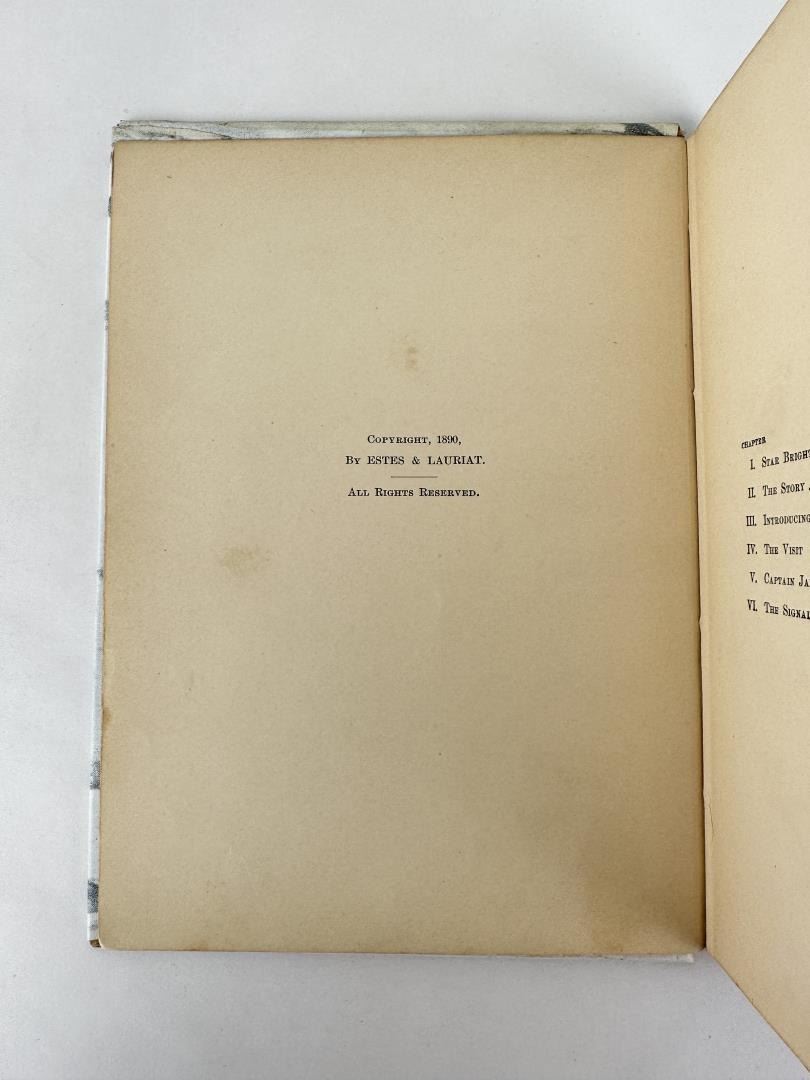 Copyright, 1890,
By ESTES & LAURIAT.
All Rights Reserved.
CHAPTER
I. Star Bright
II. The Story
III. Introducing
IV. The Visit
V. Captain
VI. The Signal